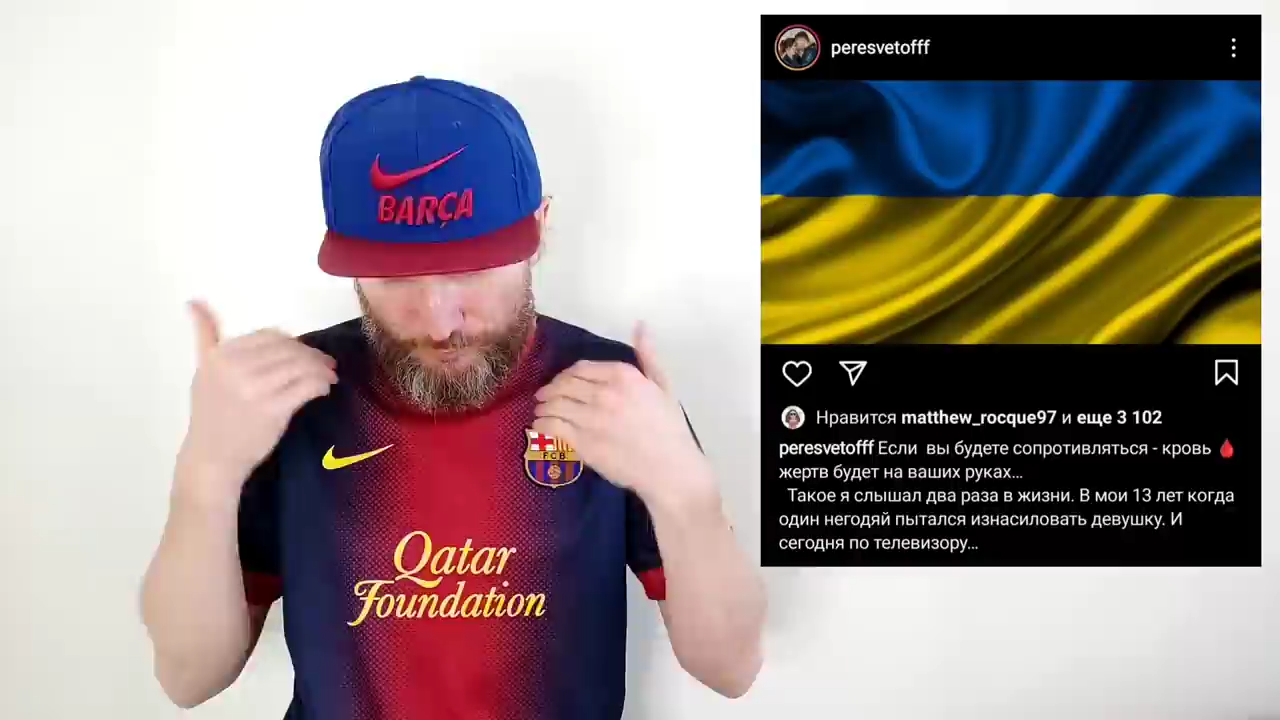 BARÇA
FCB
Qatar
Foundation
peresvetofff
Нравится matthew_rocque97 и еще 3 102
peresvetofff Если вы будете сопротивляться - кровь 🩸
жертв будет на ваших руках...
Такое я слышал два раза в жизни. В мои 13 лет когда
один негодяй пытался изнасиловать девушку. И
сегодня по телевизору...